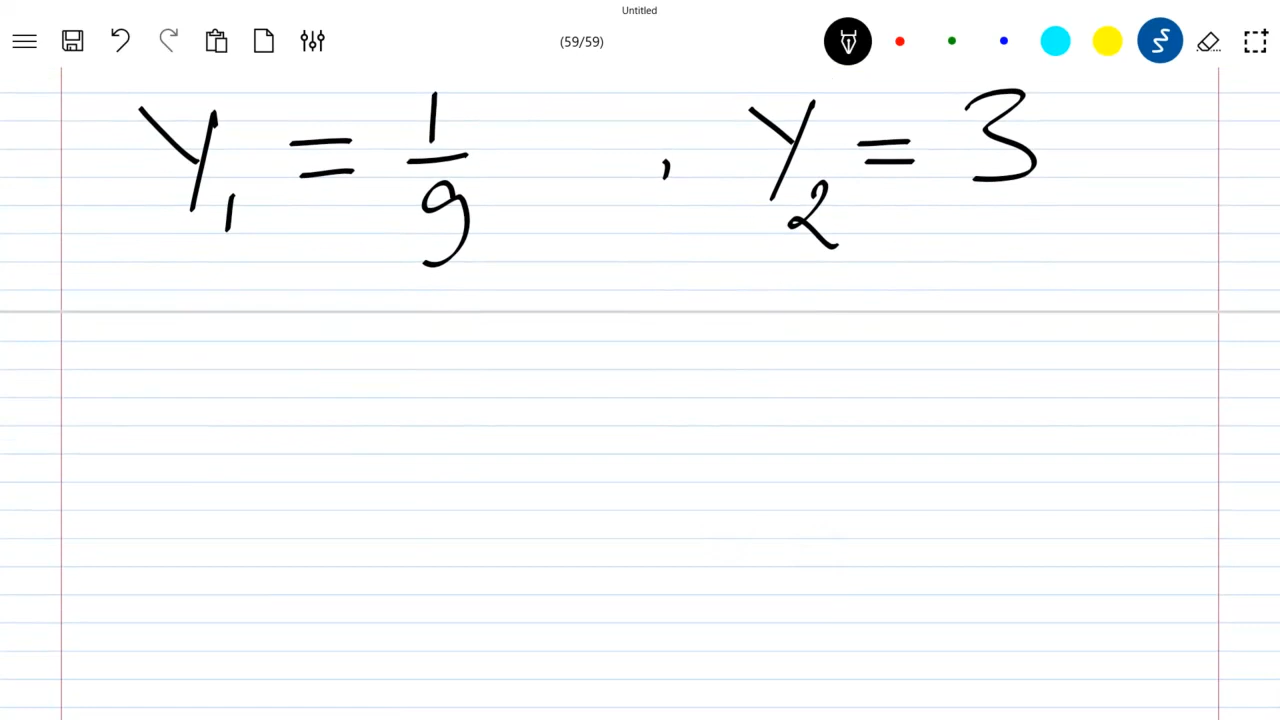 Untitled
(59/59)
y₁ = 1/9 , y₂ = 3